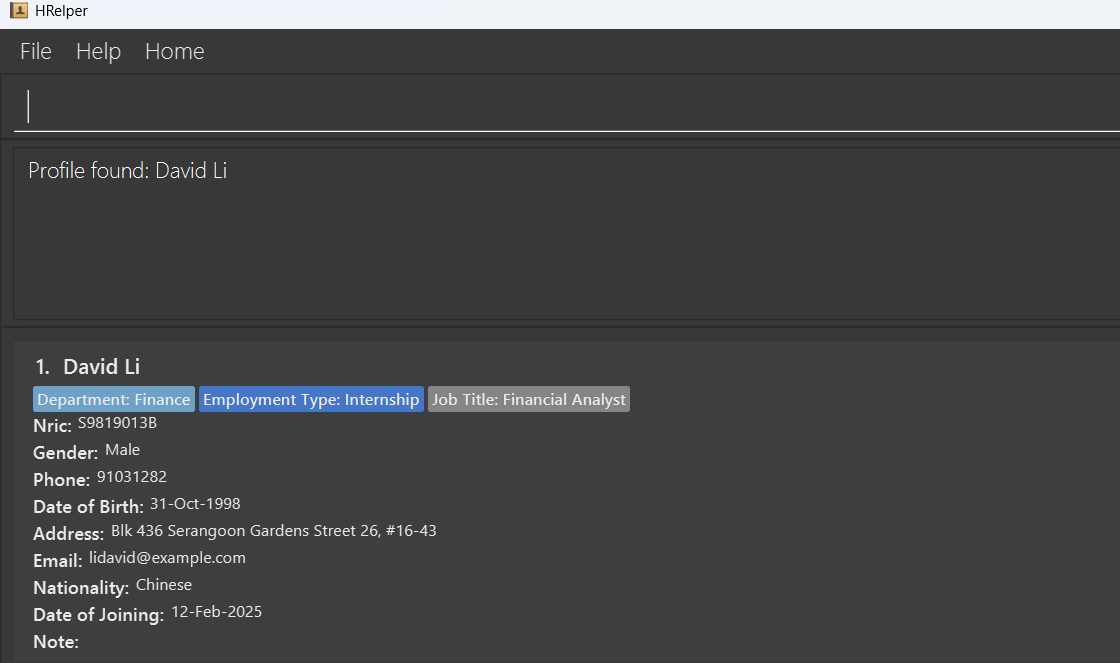 HRelper
File Help Home
Profile found: David Li
1. David Li
Department: Finance Employment Type: Internship Job Title: Financial Analyst
Nric: S9819013B
Gender: Male
Phone: 91031282
Date of Birth: 31-Oct-1998
Address: Blk 436 Serangoon Gardens Street 26, #16-43
Email: lidavid@example.com
Nationality: Chinese
Date of Joining: 12-Feb-2025
Note: